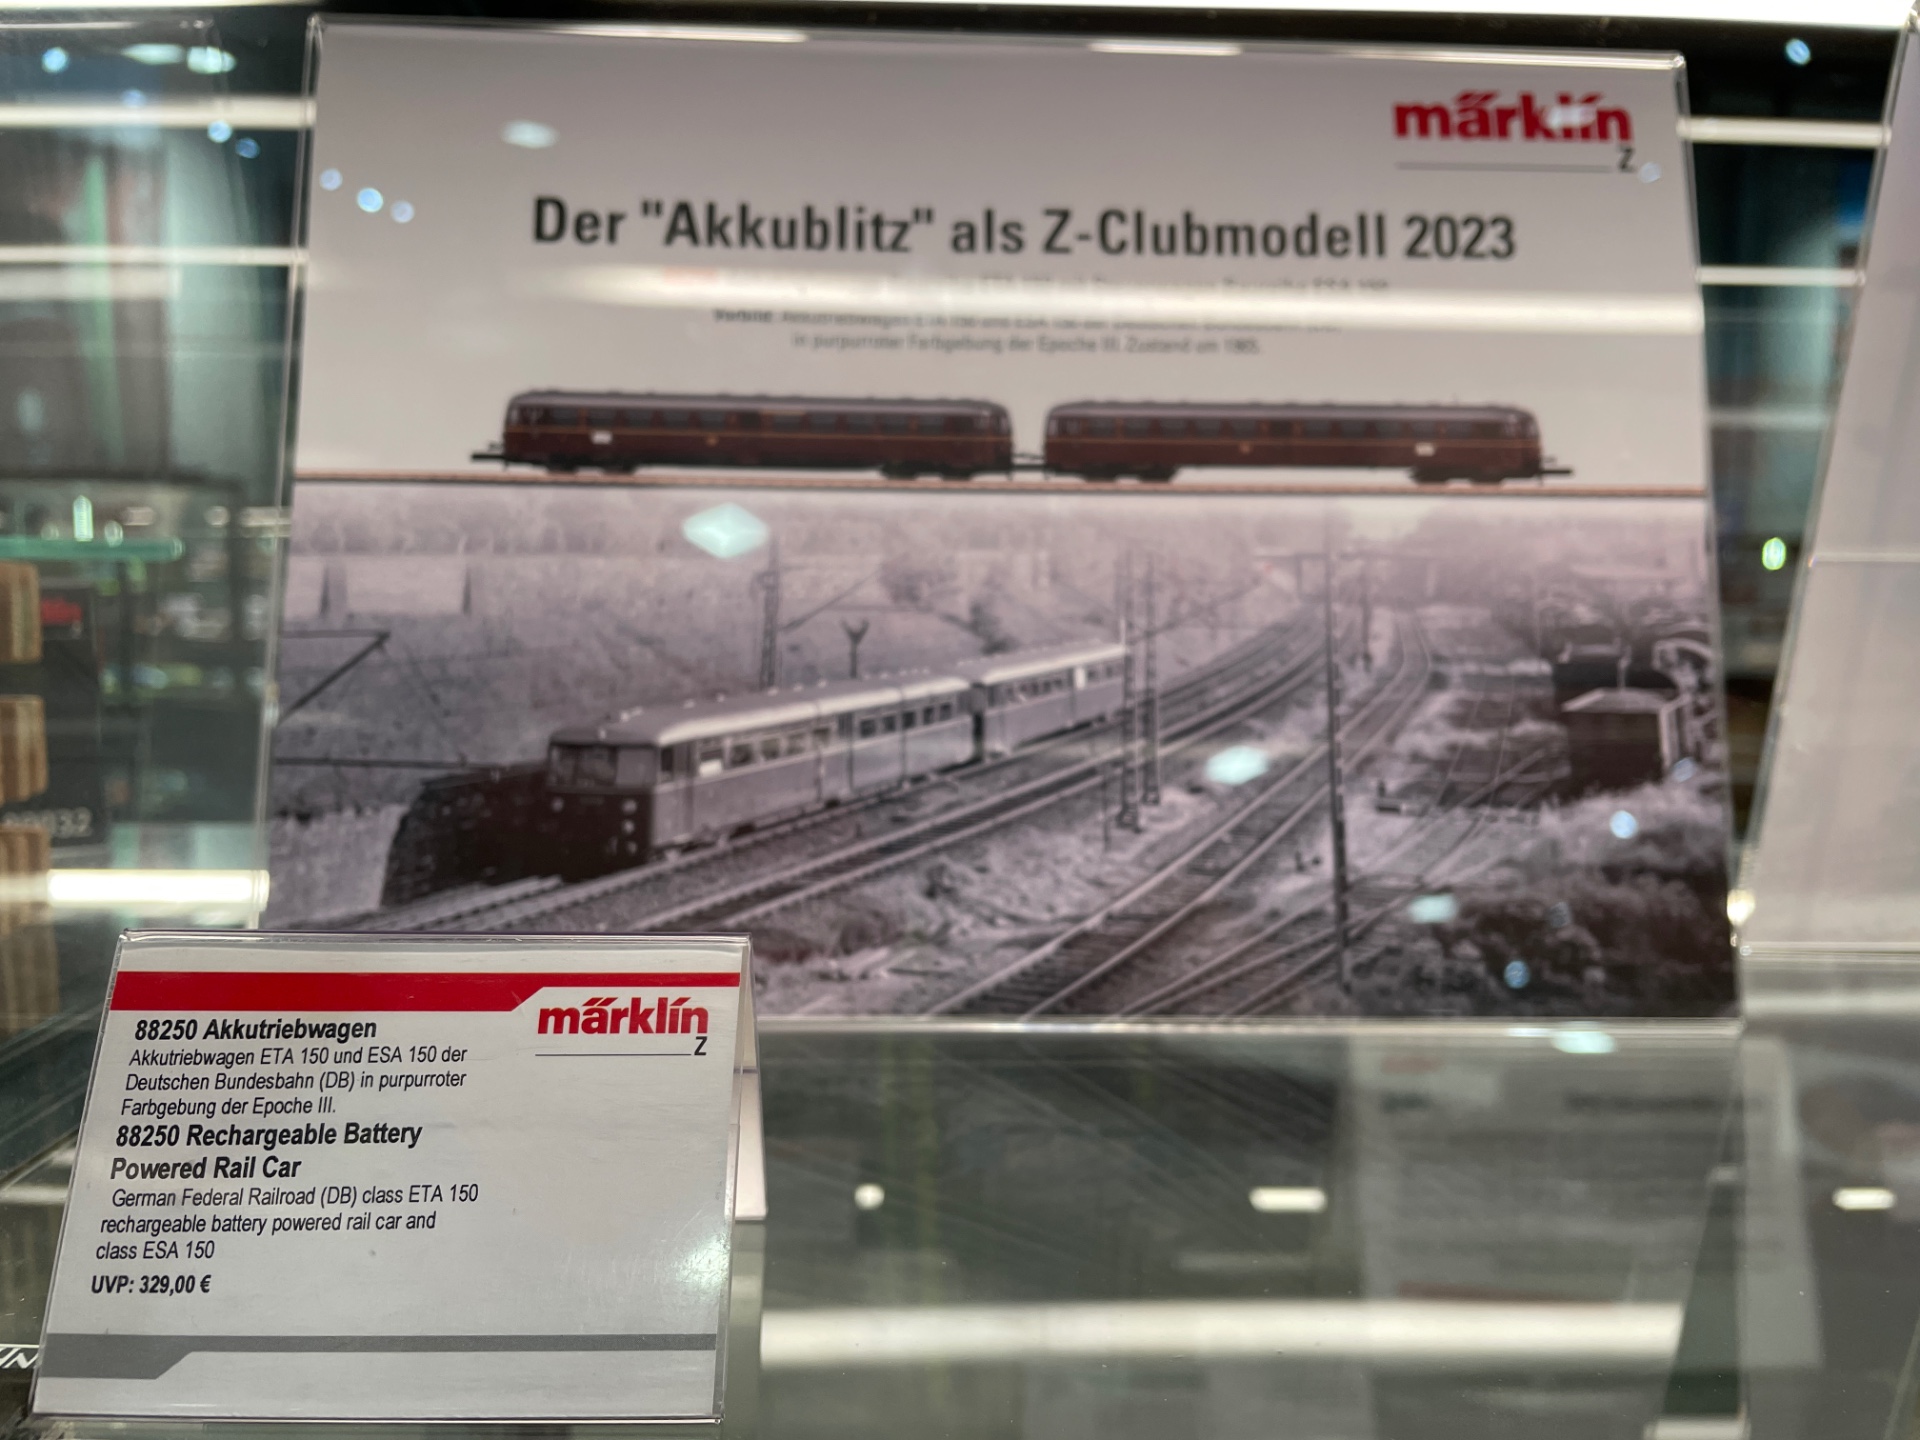 märklin
Z
Der "Akkublitz" als Z-Clubmodell 2023
in purpurroter Farbgebung der Epoche III. Zustand um 1965.
märklin
Z
88250 Akkutriebwagen
Akkutriebwagen ETA 150 und ESA 150 der
Deutschen Bundesbahn (DB) in purpurroter
Farbgebung der Epoche III.
88250 Rechargeable Battery
Powered Rail Car
German Federal Railroad (DB) class ETA 150
rechargeable battery powered rail car and
class ESA 150
UVP: 329,00 €